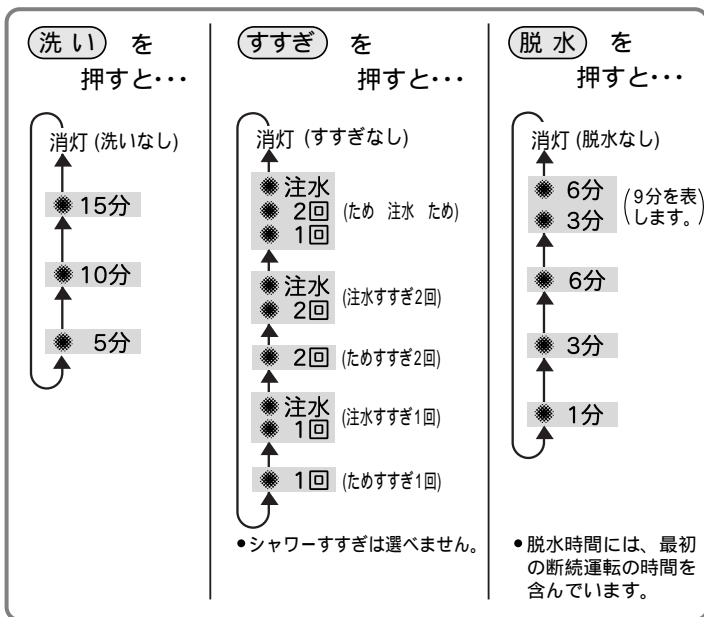 洗い を
押すと･･･
消灯 (洗いなし)
15分
10分
5分
すすぎ を
押すと･･･
消灯 (すすぎなし)
注水
2回 (ため 注水 ため)
1回
注水
2回 (注水すすぎ2回)
2回 (ためすすぎ2回)
注水
1回 (注水すすぎ1回)
1回 (ためすすぎ1回)
•シャワーすすぎは選べません。
脱水 を
押すと･･･
消灯 (脱水なし)
6分 (9分を表
3分 します。)
6分
3分
1分
•脱水時間には、最初
の断続運転の時間を
含んでいます。